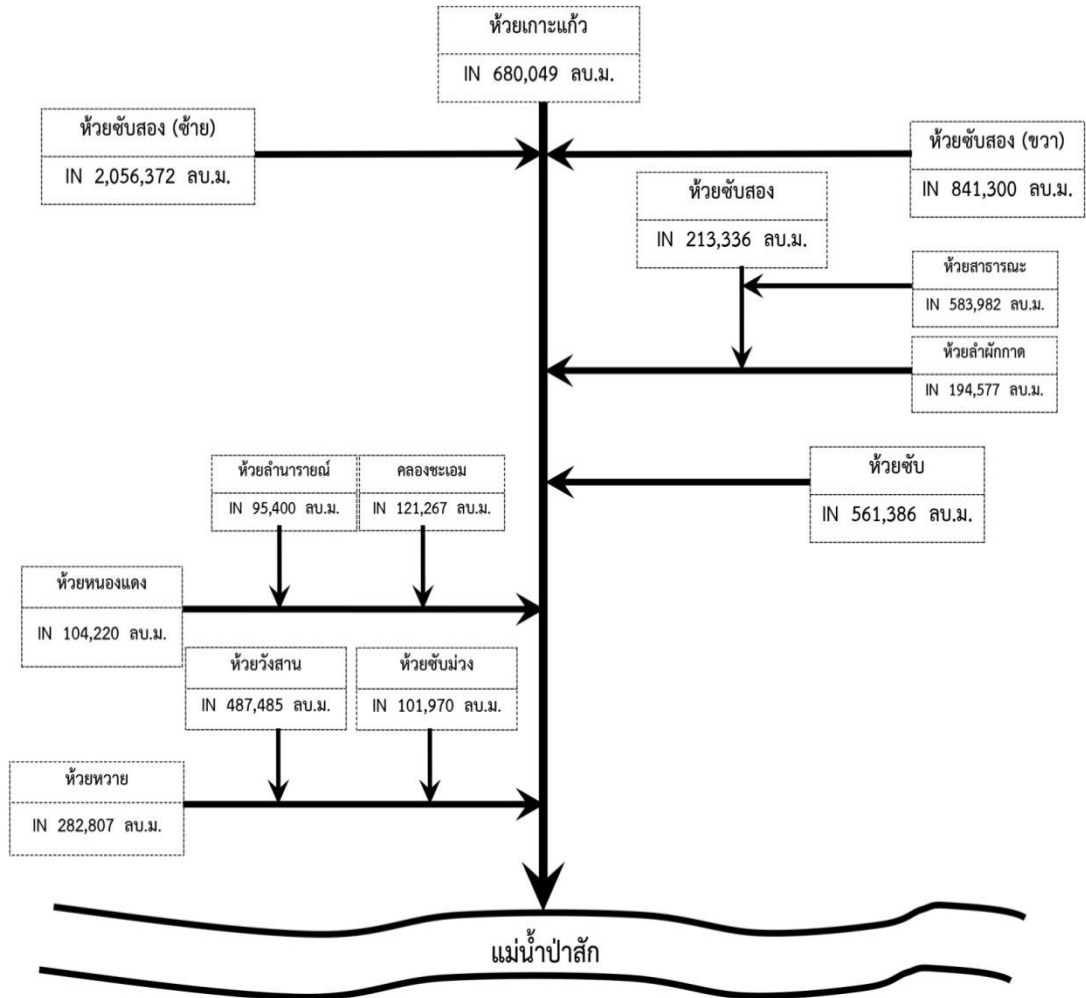 ห้วยเกาะแก้ว
IN 680,049 ลบ.ม.
ห้วยซับสอง (ซ้าย)
IN 2,056,372 ลบ.ม.
ห้วยซับสอง (ขวา)
IN 841,300 ลบ.ม.
ห้วยซับสอง
IN 213,336 ลบ.ม.
ห้วยสาธารณะ
IN 583,982 ลบ.ม.
ห้วยลำผักกาด
IN 194,577 ลบ.ม.
ห้วยลำนารายณ์
IN 95,400 ลบ.ม.
คลองชะเอม
IN 121,267 ลบ.ม.
ห้วยซับ
IN 561,386 ลบ.ม.
ห้วยหนองแดง
IN 104,220 ลบ.ม.
ห้วยวังสาน
IN 487,485 ลบ.ม.
ห้วยซับม่วง
IN 101,970 ลบ.ม.
ห้วยหวาย
IN 282,807 ลบ.ม.
แม่น้ำป่าสัก